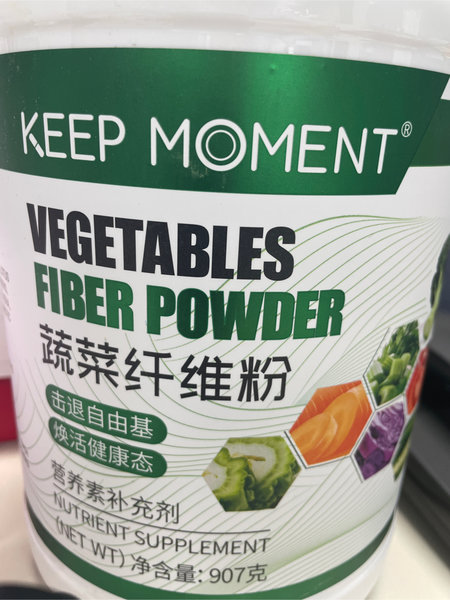 KEEP MOMENT®
VEGETABLES
FIBER POWDER
蔬菜纤维粉
击退自由基
焕活健康态
营养素补充剂
NUTRIENT SUPPLEMENT
(NET WT) 净含量: 907克